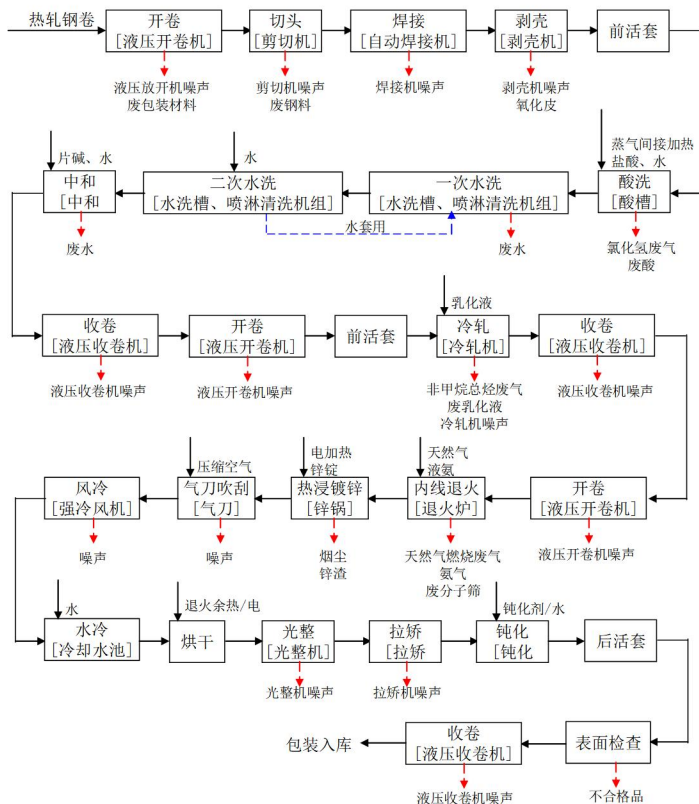 热轧钢卷
开卷
[液压开卷机]
切头
[剪切机]
焊接
[自动焊接机]
剥壳
[剥壳机]
前活套
液压放开机噪声
废包装材料
剪切机噪声
废钢料
焊接机噪声
剥壳机噪声
氧化皮
片碱、水
水
蒸气间接加热
盐酸、水
中和
[中和
二次水洗
[水洗槽、喷淋清洗机组]
一次水洗
[水洗槽、喷淋清洗机组]
酸洗
[酸槽]
水套用
废水
废水
氯化氢废气
废酸
乳化液
收卷
[液压收卷机]
开卷
[液压开卷机]
前活套
冷轧
[冷轧机]
收卷
[液压收卷机]
液压收卷机噪声
液压开卷机噪声
非甲烷总烃废气
废乳化液
冷轧机噪声
液压收卷机噪声
压缩空气
电加热
锌锭
天然气
液氨
风冷
[强冷风机]
气刀吹刮
[气刀]
热浸镀锌
[锌锅]
内线退火
[退火炉]
开卷
[液压开卷机]
噪声
噪声
烟尘
锌渣
天然气燃烧废气
氨气
废分子筛
液压开卷机噪声
水
退火余热/电
钝化剂/水
水冷
[冷却水池]
烘干
光整
[光整机]
拉矫
[拉矫]
钝化
[钝化]
后活套
光整机噪声
拉矫机噪声
包装入库
收卷
[液压收卷机]
表面检查
液压收卷机噪声
不合格品